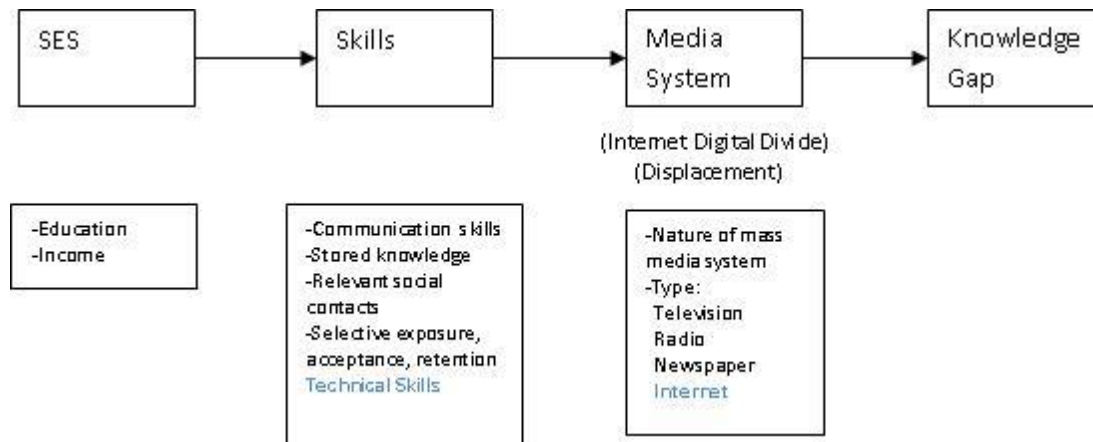 SES
Skills
Media
System
Knowledge
Gap
(Internet Digital Divide)
(Displacement)
-Education
-Income
-Communication skills
-Stored knowledge
-Relevant social
contacts
-Selective exposure,
acceptance, retention
Technical Skills
-Nature of mass
media system
-Type:
Television
Radio
Newspaper
Internet